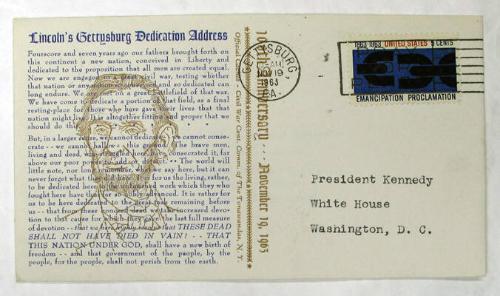 Lincoln's Gettysburg Dedication Address
Fourscore and seven years ago our fathers brought forth on
this continent a new nation, conceived in Liberty and
dedicated to the proposition that all men are created equal.
Now we are engaged in a great civil war, testing whether
that nation or any nation so conceived and so dedicated can
long endure. We are met on a great battlefield of that war.
We have come to dedicate a portion of that field, as a final
resting-place for those who here gave their lives that that
nation might live. It is altogether fitting and proper that we
should do this.
But, in a larger sense, we cannot dedicate we cannot conse-
crate -- we cannot hallow this ground. The brave men,
living and dead, who struggled here have consecrated it, far
above our poor power to add or detract. The world will
little note, nor long remember what we say here, but it can
never forget what they did here. It is for us the living, rather
to be dedicated here to the unfinished work which they who
fought here have thus far so nobly advanced. It is rather for
us to be here dedicated to the great task remaining before
us -- that from these honored dead we take increased devo-
tion to that cause for which they gave the last full measure
of devotion -- that we highly resolve that THESE DEAD
SHALL NOT HAVE DIED IN VAIN! -- THAT
THIS NATION UNDER GOD, shall have a new birth of
freedom -- and that government of the people, by the
people, for the people, shall not perish from the earth.
100th Anniversary . . . November 19, 1963
Official Cachet - Civil War Cent. Comm. of The Tonawandas, N. Y.
GETTYSBURG
AM
NOV 19
1963
PA.
1863-1963 UNITED STATES 5 CENTS
EMANCIPATION PROCLAMATION
President Kennedy
White House
Washington, D. C.